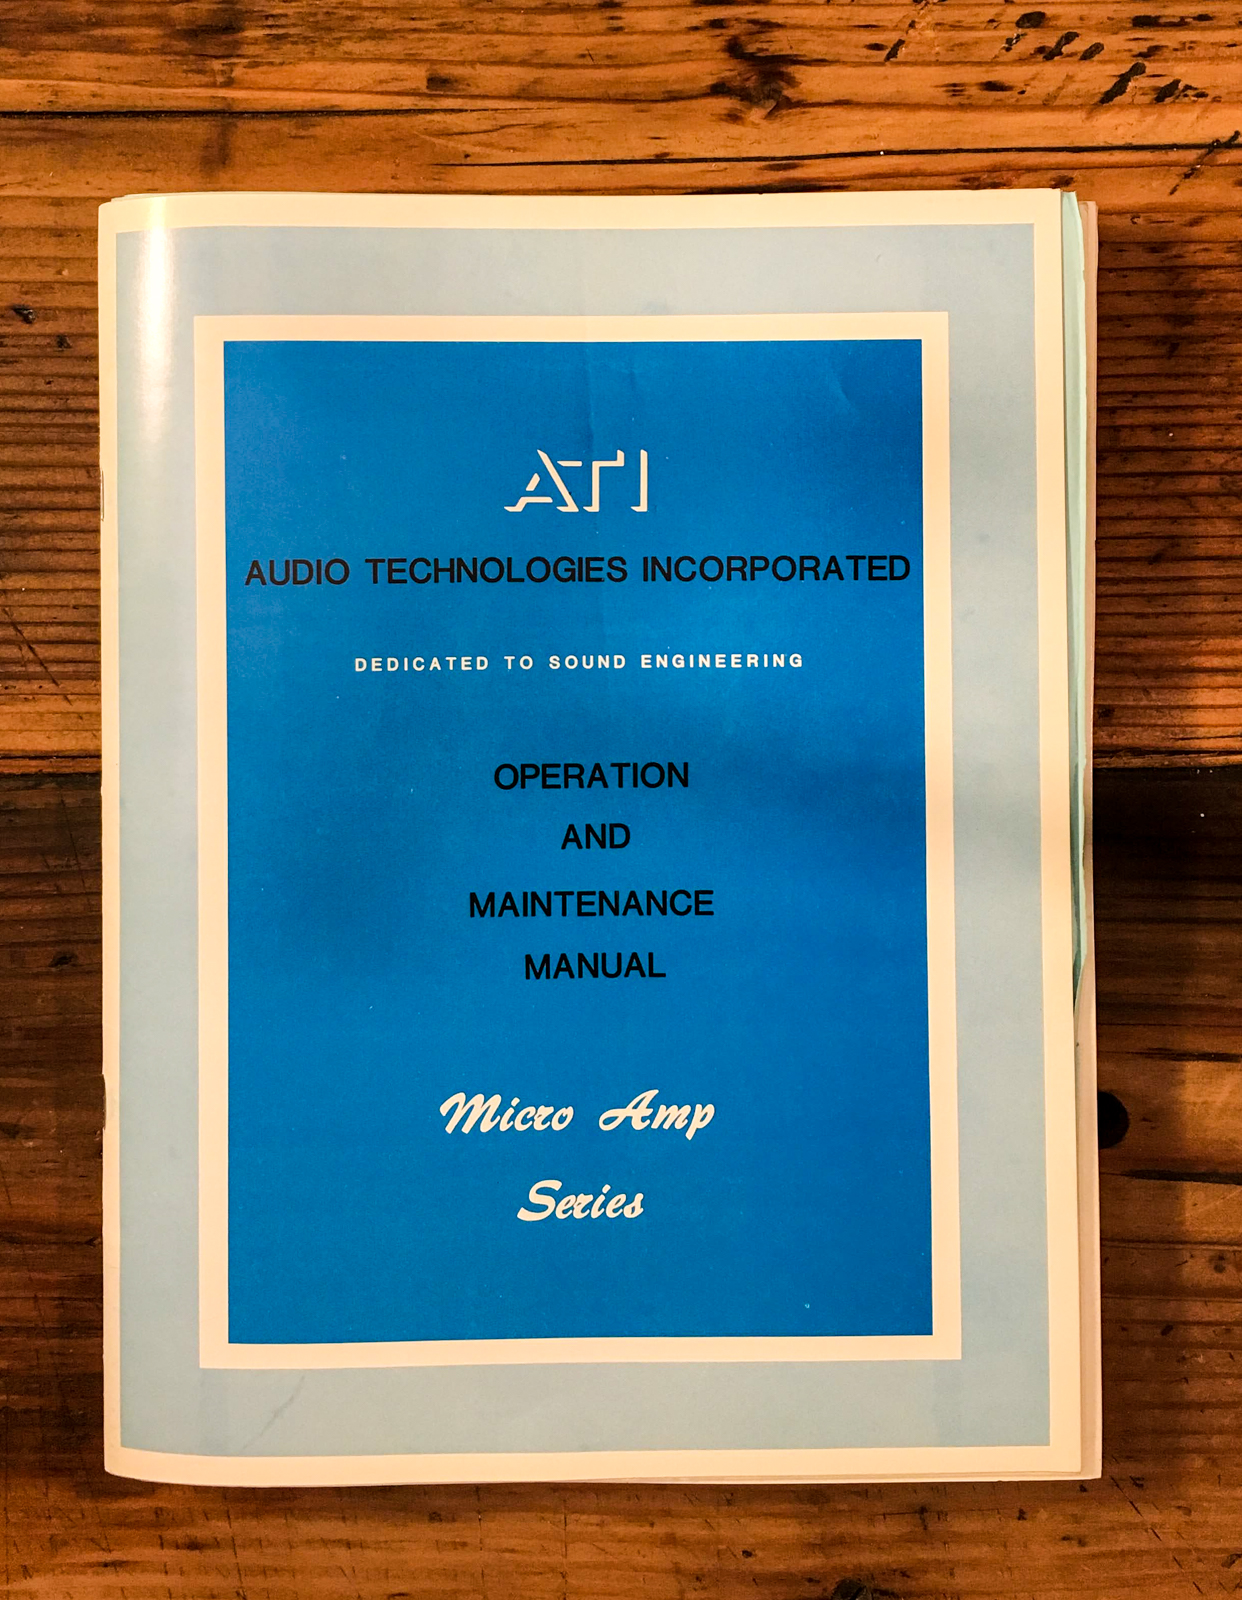 ATI
AUDIO TECHNOLOGIES INCORPORATED
DEDICATED TO SOUND ENGINEERING
OPERATION
AND
MAINTENANCE
MANUAL
Micro Amp
Series